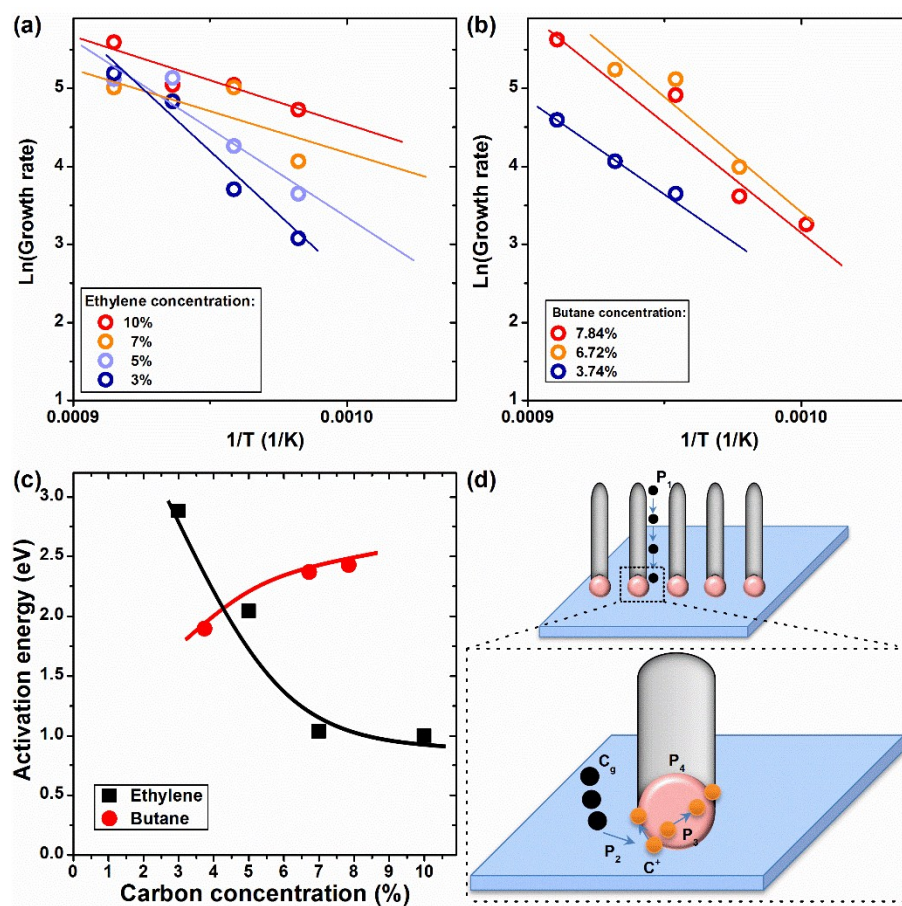 (a)
Ln(Growth rate)
5
4
3
2
1
Ethylene concentration:
10%
7%
5%
3%
0.0009
0.0010
1/T (1/K)
(b)
Ln(Growth rate)
5
4
3
2
1
Butane concentration:
7.84%
6.72%
3.74%
0.0009
0.0010
1/T (1/K)
(c)
Activation energy (eV)
3.0
2.5
2.0
1.5
1.0
0.5
0.0
Ethylene
Butane
0 1 2 3 4 5 6 7 8 9 10
Carbon concentration (%)
(d)
P₁
C_g
P₄
P₃
P₂
C⁺